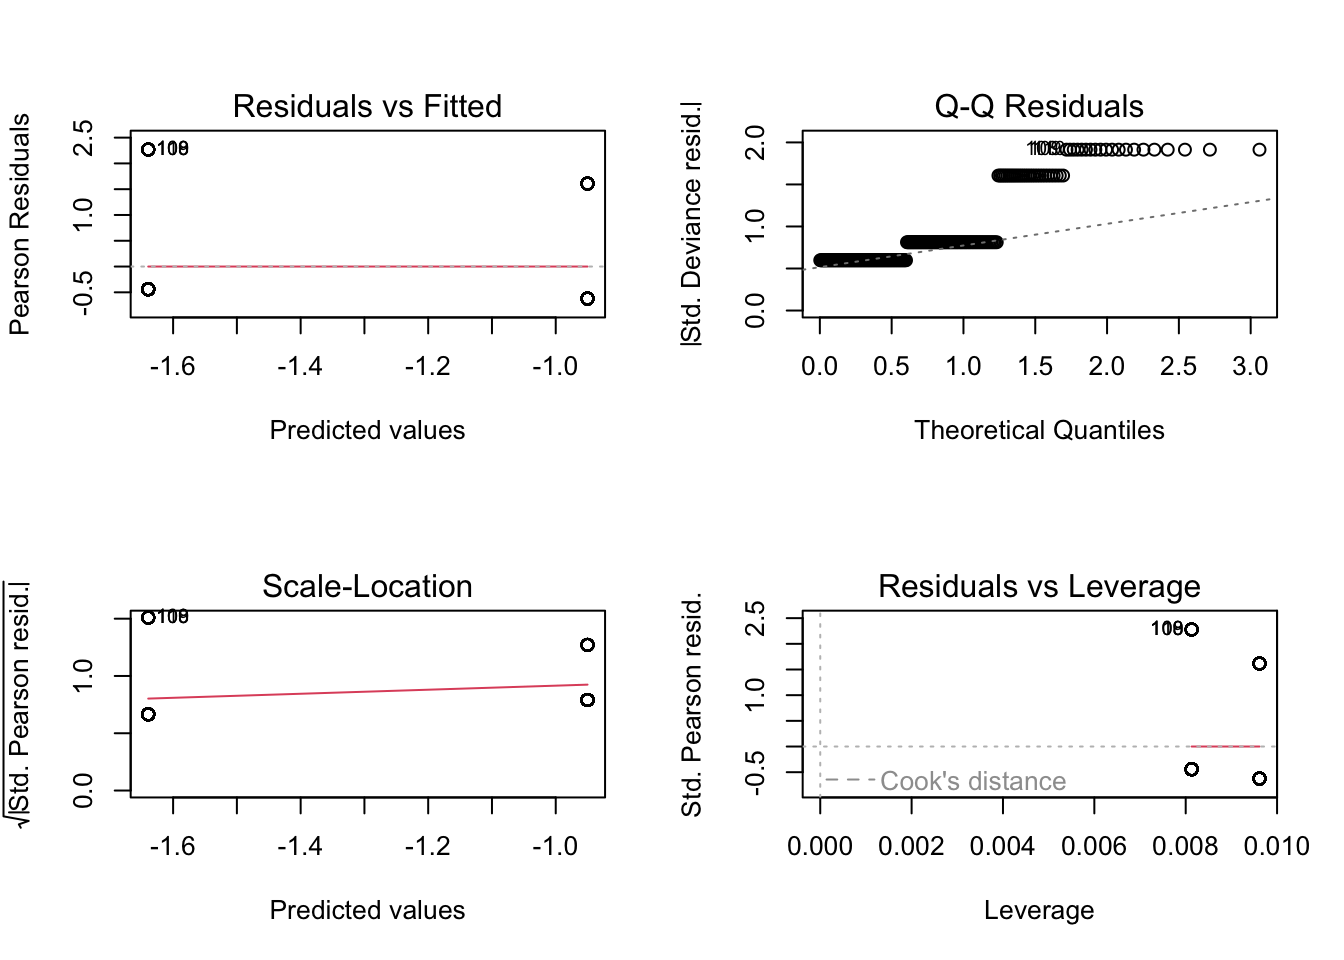 Residuals vs Fitted
Pearson Residuals
2.5
1.0
-0.5
-1.6 -1.4 -1.2 -1.0
Predicted values
Q-Q Residuals
|Std. Deviance resid.|
2.0
1.0
0.0
0.0 0.5 1.0 1.5 2.0 2.5 3.0
Theoretical Quantiles
Scale-Location
√|Std. Pearson resid.|
1.0
0.0
-1.6 -1.4 -1.2 -1.0
Predicted values
Residuals vs Leverage
Std. Pearson resid.
2.5
1.0
-0.5
Cook's distance
0.000 0.002 0.004 0.006 0.008 0.010
Leverage